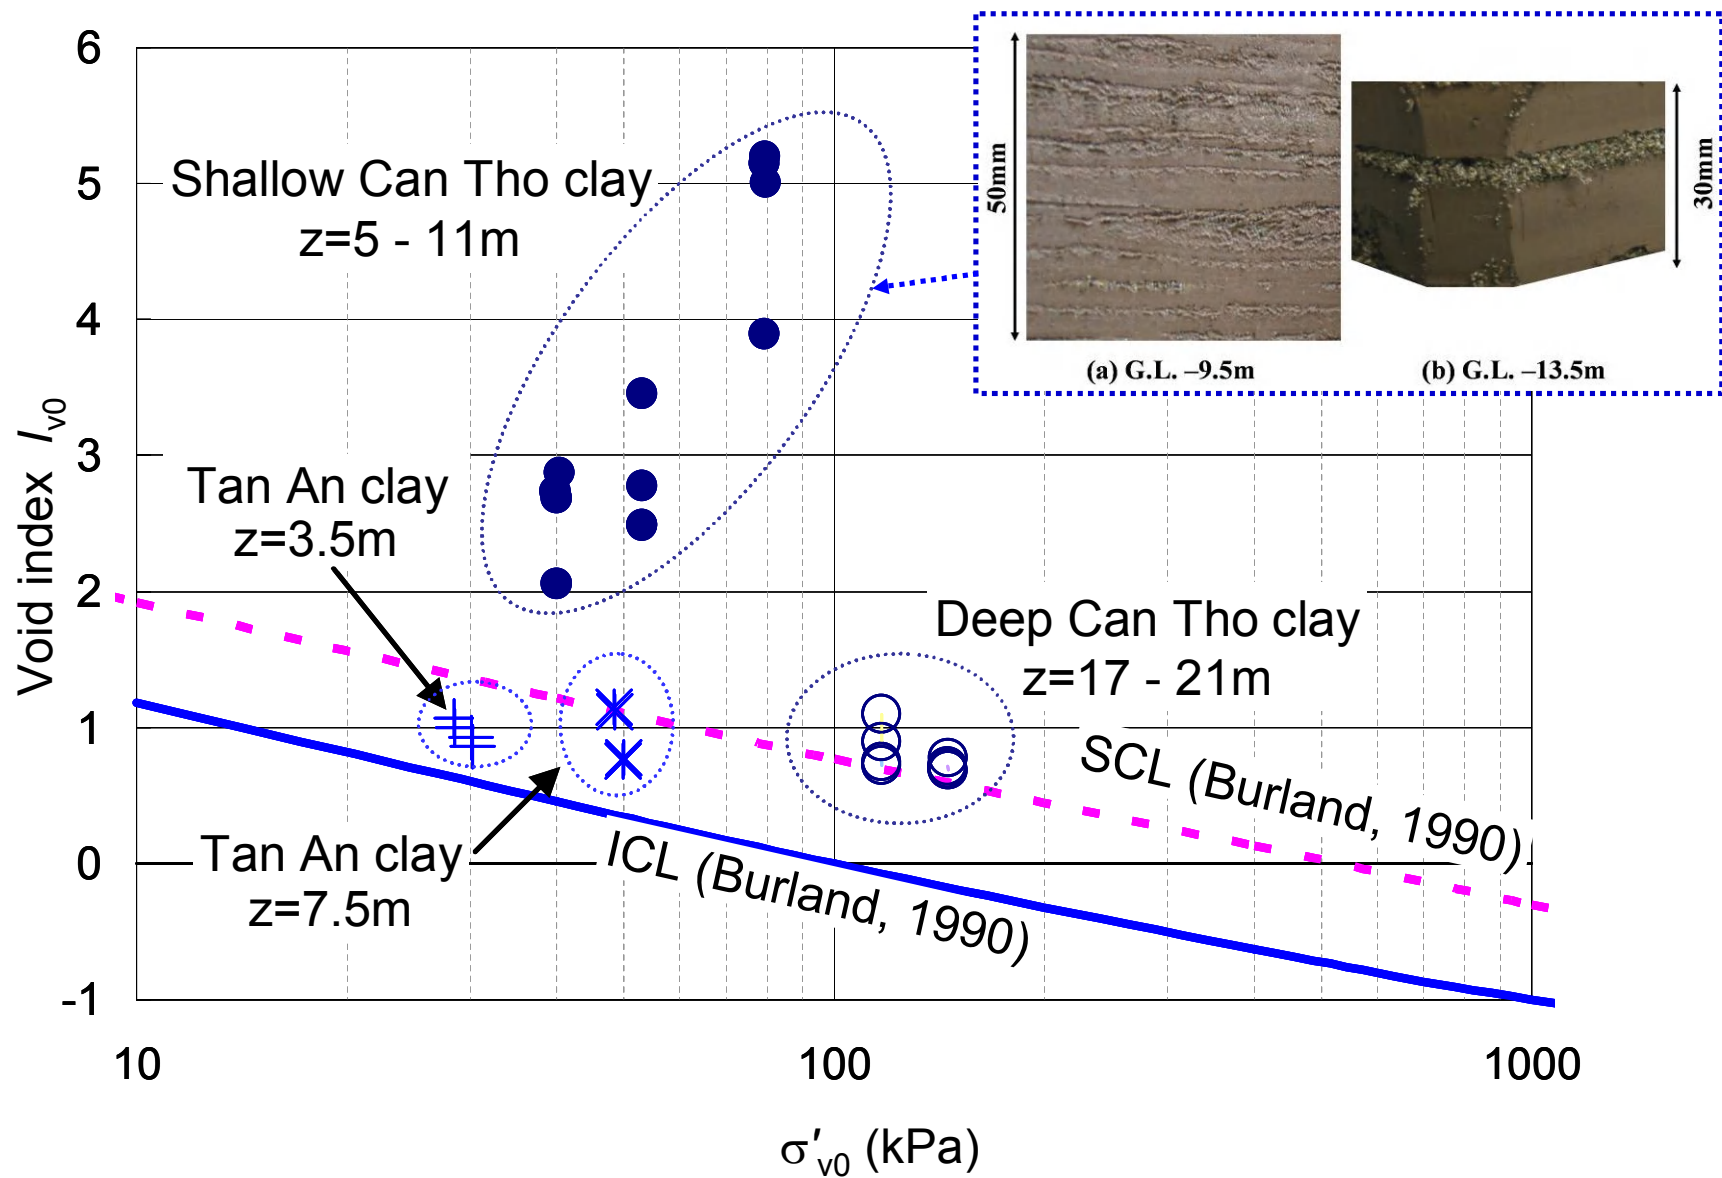 6
5
4
3
2
1
0
-1
10
100
1000
Void index Iv0
σ′v0 (kPa)
Shallow Can Tho clay
z=5 - 11m
Tan An clay
z=3.5m
Tan An clay
z=7.5m
Deep Can Tho clay
z=17 - 21m
SCL (Burland, 1990)
ICL (Burland, 1990)
50mm
30mm
(a) G.L. –9.5m
(b) G.L. –13.5m